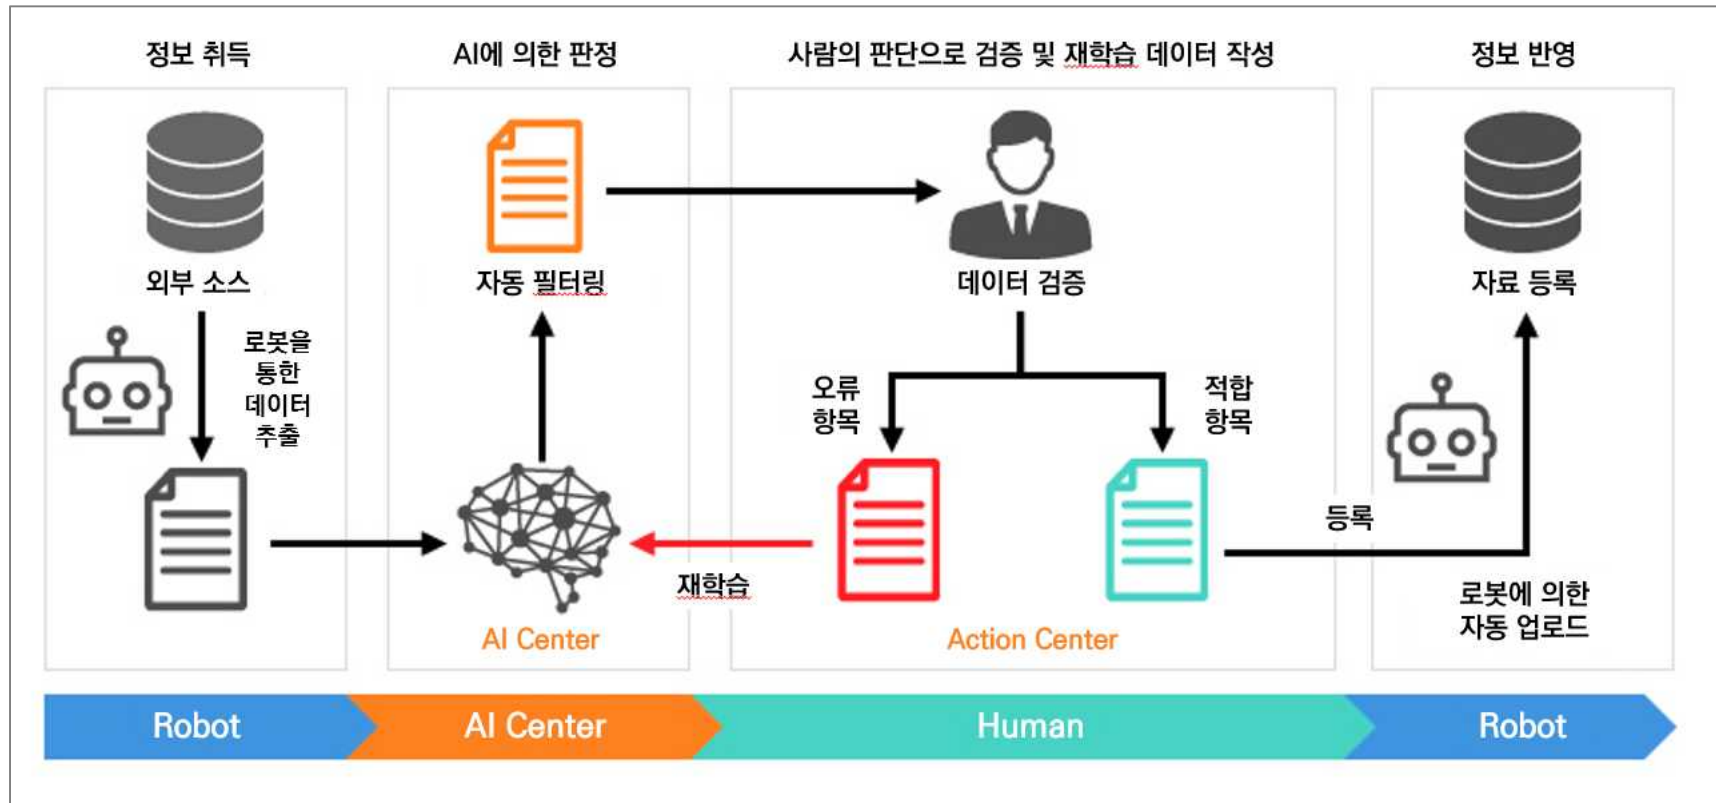 정보 취득
AI에 의한 판정
사람의 판단으로 검증 및 재학습 데이터 작성
정보 반영
외부 소스
자동 필터링
데이터 검증
자료 등록
로봇을
통한
데이터
추출
오류
항목
적합
항목
등록
재학습
로봇에 의한
자동 업로드
AI Center
Action Center
Robot
AI Center
Human
Robot